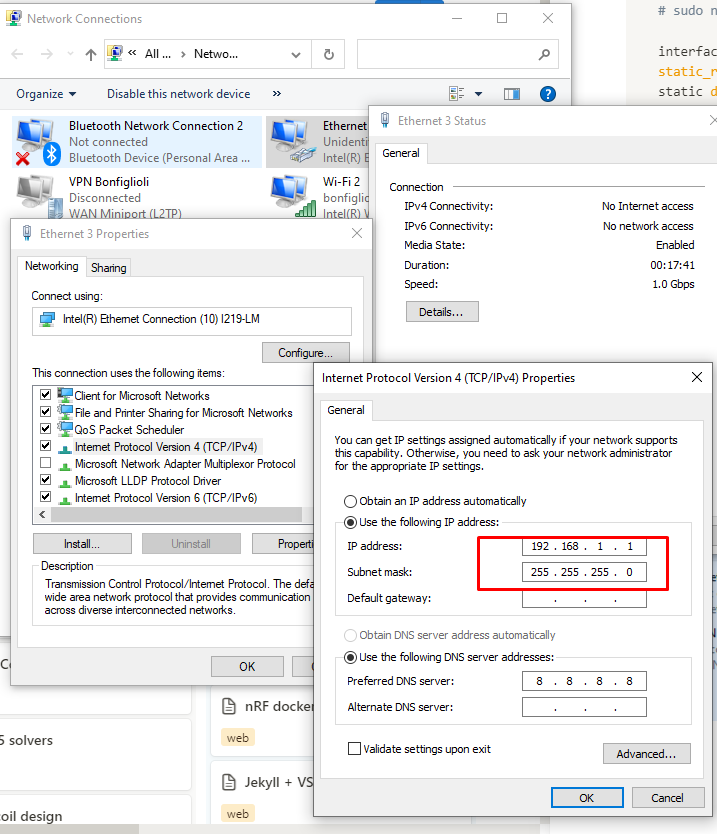 Network Connections
« All ... > Netwo...
Organize
Disable this network device
»
Bluetooth Network Connection 2
Not connected
Bluetooth Device (Personal Area ...
Ethernet
Unidenti
Intel(R) E
VPN Bonfiglioli
Disconnected
WAN Miniport (L2TP)
Wi-Fi 2
bonfiglio
Intel(R) W
# sudo n
interfac
static_r
static d
Ethernet 3 Status
General
Connection
IPv4 Connectivity: No Internet access
IPv6 Connectivity: No network access
Media State: Enabled
Duration: 00:17:41
Speed: 1.0 Gbps
Details...
Ethernet 3 Properties
Networking Sharing
Connect using:
Intel(R) Ethernet Connection (10) I219-LM
Configure...
This connection uses the following items:
Client for Microsoft Networks
File and Printer Sharing for Microsoft Networks
QoS Packet Scheduler
Internet Protocol Version 4 (TCP/IPv4)
Microsoft Network Adapter Multiplexor Protocol
Microsoft LLDP Protocol Driver
Internet Protocol Version 6 (TCP/IPv6)
Install... Uninstall Properti
Description
Transmission Control Protocol/Internet Protocol. The defa
wide area network protocol that provides communication
across diverse interconnected networks.
OK
Internet Protocol Version 4 (TCP/IPv4) Properties
General
You can get IP settings assigned automatically if your network supports
this capability. Otherwise, you need to ask your network administrator
for the appropriate IP settings.
Obtain an IP address automatically
Use the following IP address:
IP address: 192 . 168 . 1 . 1
Subnet mask: 255 . 255 . 255 . 0
Default gateway: . . .
Obtain DNS server address automatically
Use the following DNS server addresses:
Preferred DNS server: 8 . 8 . 8 . 8
Alternate DNS server: . . .
Validate settings upon exit
Advanced...
OK Cancel
5 solvers
coil design
nRF docker
web
Jekyll + VS
web